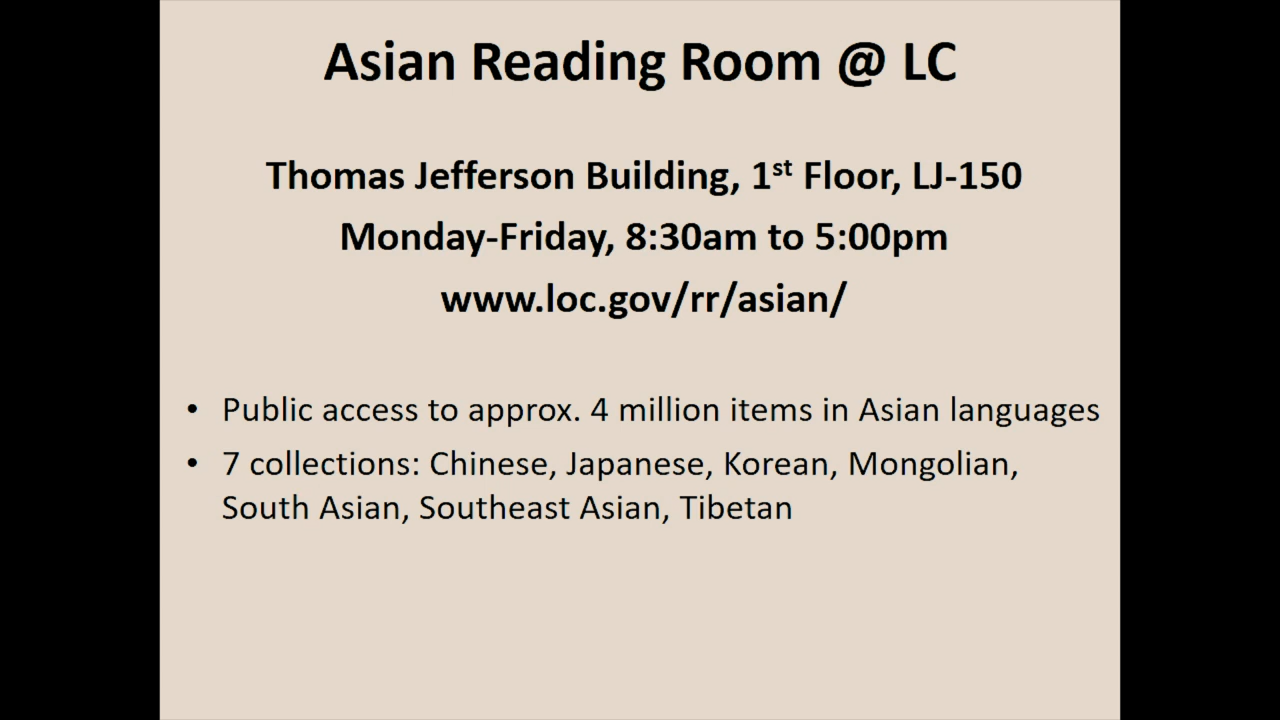 Asian Reading Room @ LC
Thomas Jefferson Building, 1st Floor, LJ-150
Monday-Friday, 8:30am to 5:00pm
www.loc.gov/rr/asian/
• Public access to approx. 4 million items in Asian languages
• 7 collections: Chinese, Japanese, Korean, Mongolian,
South Asian, Southeast Asian, Tibetan